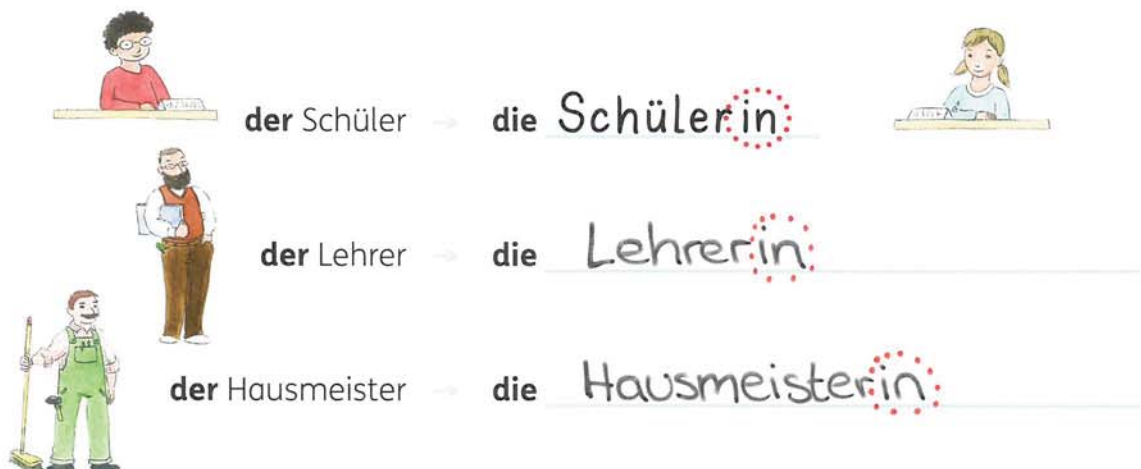 der Schüler → die Schülerin
der Lehrer → die Lehrerin
der Hausmeister → die Hausmeisterin